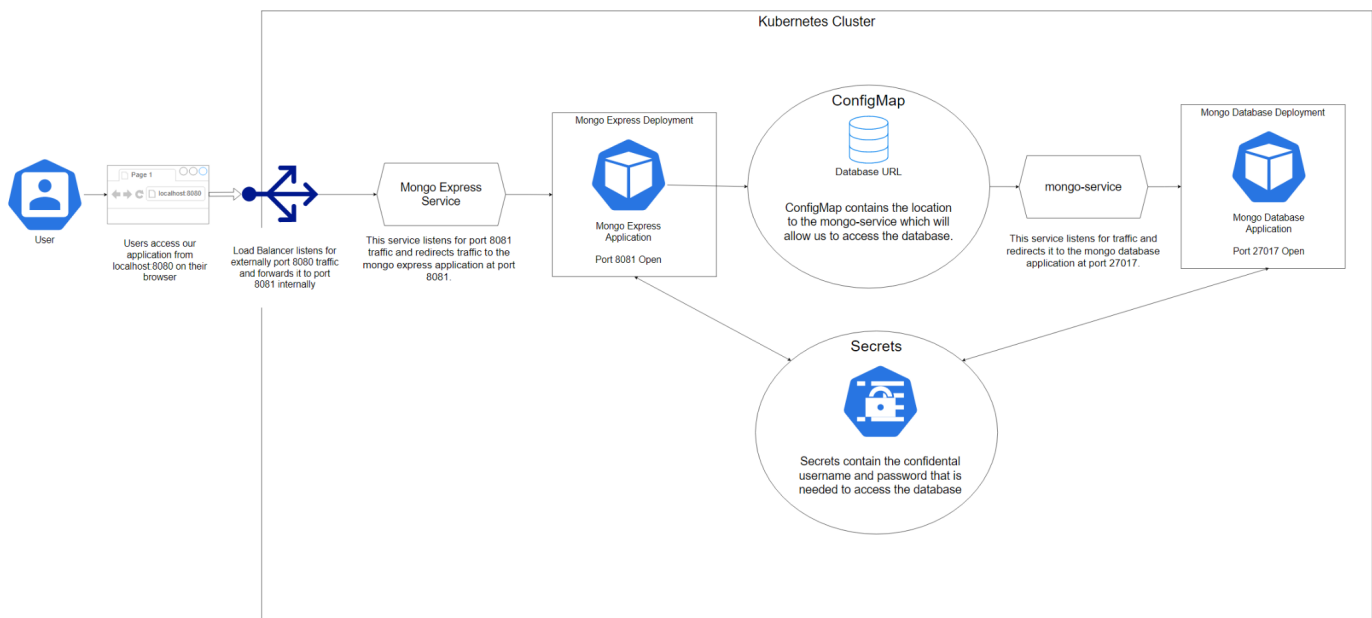 Kubernetes Cluster
User
Page 1
localhost:8080
Users access our
application from
localhost:8080 on their
browser
Load Balancer listens for
externally port 8080 traffic
and forwards it to port
8081 internally
Mongo Express
Service
This service listens for port 8081
traffic and redirects traffic to the
mongo express application at port
8081.
Mongo Express Deployment
Mongo Express
Application
Port 8081 Open
ConfigMap
Database URL
ConfigMap contains the location
to the mongo-service which will
allow us to access the database.
mongo-service
This service listens for traffic and
redirects it to the mongo database
application at port 27017.
Mongo Database Deployment
Mongo Database
Application
Port 27017 Open
Secrets
Secrets contain the confidental
username and password that is
needed to access the database